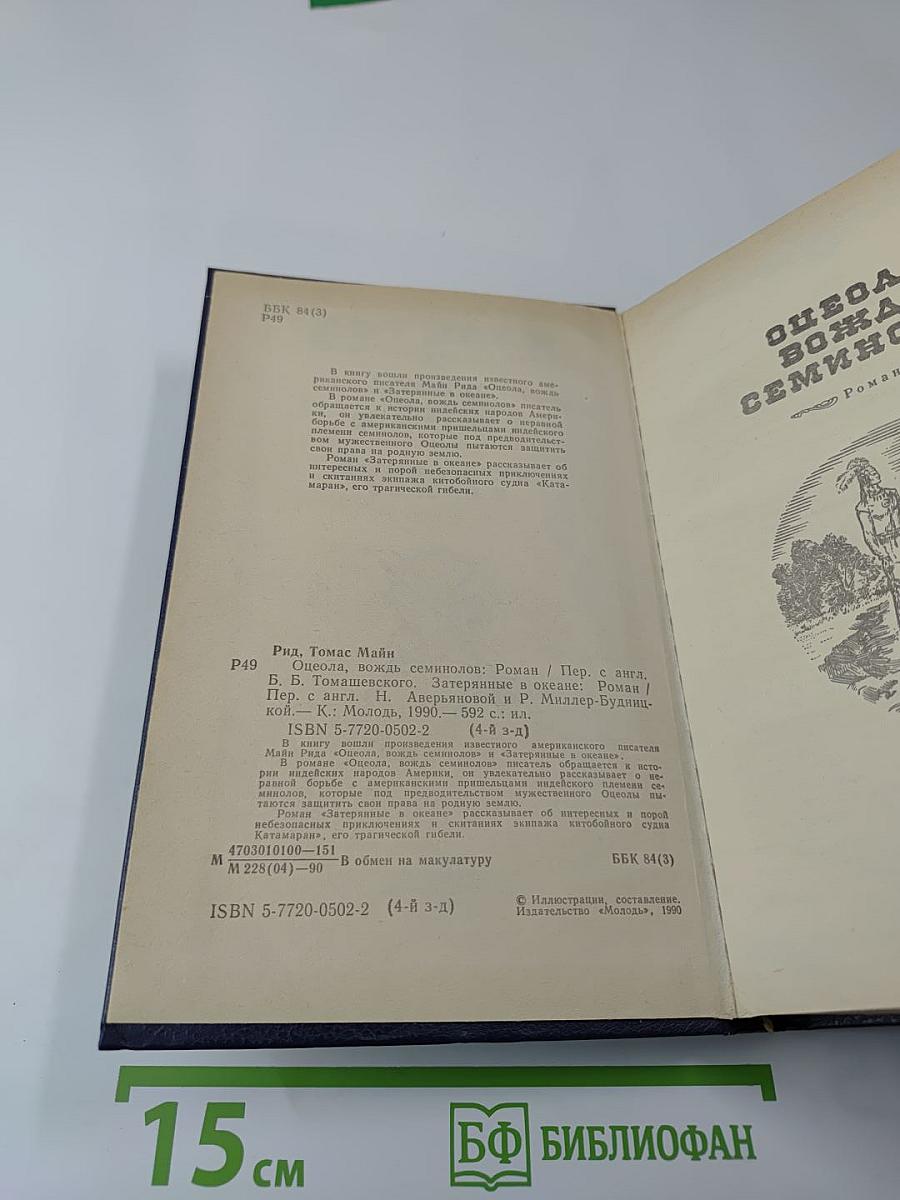 ББК 84(3)
Р49
В книгу вошли произведения известного аме-
риканского писателя Майн Рида «Оцеола, вождь
семинолов» и «Затерянные в океане».
В романе «Оцеола, вождь семинолов» писатель
обращается к истории индейских народов Амери-
ки, он увлекательно рассказывает о неравной
борьбе с американскими пришельцами индейского
племени семинолов, которые под предводительст-
вом мужественного Оцеолы пытаются защитить
свои права на родную землю.
Роман «Затерянные в океане» рассказывает об
интересных и порой небезопасных приключениях
и скитаниях экипажа китобойного судна «Ката-
маран», его трагической гибели.
Рид, Томас Майн
Р49 Оцеола, вождь семинолов: Роман / Пер. с англ.
Б. Б. Томашевского. Затерянные в океане: Роман /
Пер. с англ. Н. Аверьяновой и Р. Миллер-Будниц-
кой.— К.: Молодь, 1990.— 592 с.: ил.
ISBN 5-7720-0502-2 (4-й з-д)
В книгу вошли произведения известного американского писателя
Майн Рида «Оцеола, вождь семинолов» и «Затерянные в океане».
В романе «Оцеола, вождь семинолов» писатель обращается к исто-
рии индейских народов Америки, он увлекательно рассказывает о не-
равной борьбе с американскими пришельцами индейского племени се-
минолов, которые под предводительством мужественного Оцеолы пы-
таются защитить свои права на родную землю.
Роман «Затерянные в океане» рассказывает об интересных и порой
небезопасных приключениях и скитаниях экипажа китобойного судна
Катамаран», его трагической гибели.
М 4703010100—151
М 228(04)—90 В обмен на макулатуру ББК 84(3)
ISBN 5-7720-0502-2 (4-й з-д)
© Иллюстрации, составление.
Издательство «Молодь», 1990
ОЦЕОЛ
ВОЖД
СЕМИНО
Роман
15 см
БФ БИБЛИОФАН